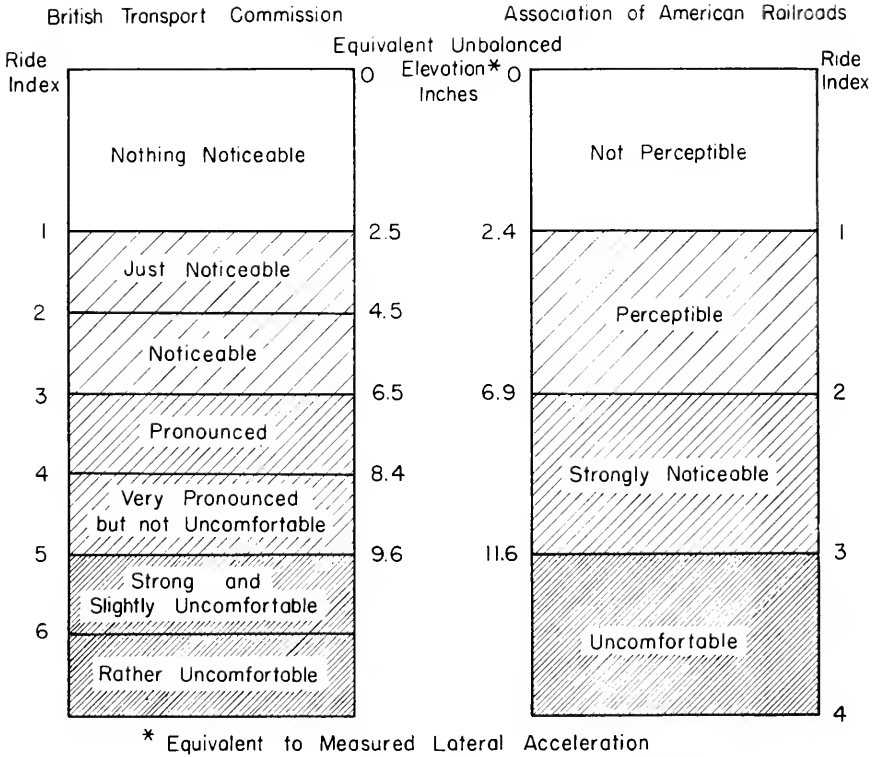 British Transport Commission
Association of American Railroads
Equivalent Unbalanced
Elevation*
Inches
Ride
Index
0
Nothing Noticeable
1
2.5
Just Noticeable
2
4.5
Noticeable
3
6.5
Pronounced
4
8.4
Very Pronounced
but not Uncomfortable
5
9.6
Strong and
Slightly Uncomfortable
6
Rather Uncomfortable
0
Ride
Index
Not Perceptible
2.4
1
Perceptible
6.9
2
Strongly Noticeable
11.6
3
Uncomfortable
4
* Equivalent to Measured Lateral Acceleration